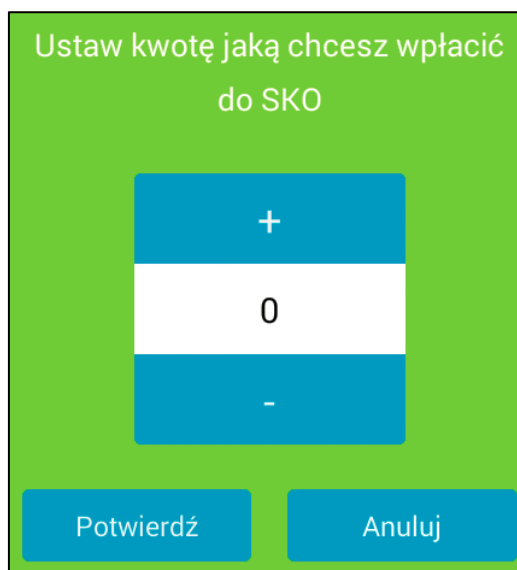 Ustaw kwotę jaką chcesz wpłacić
do SKO
+
0
-
Potwierdź
Anuluj